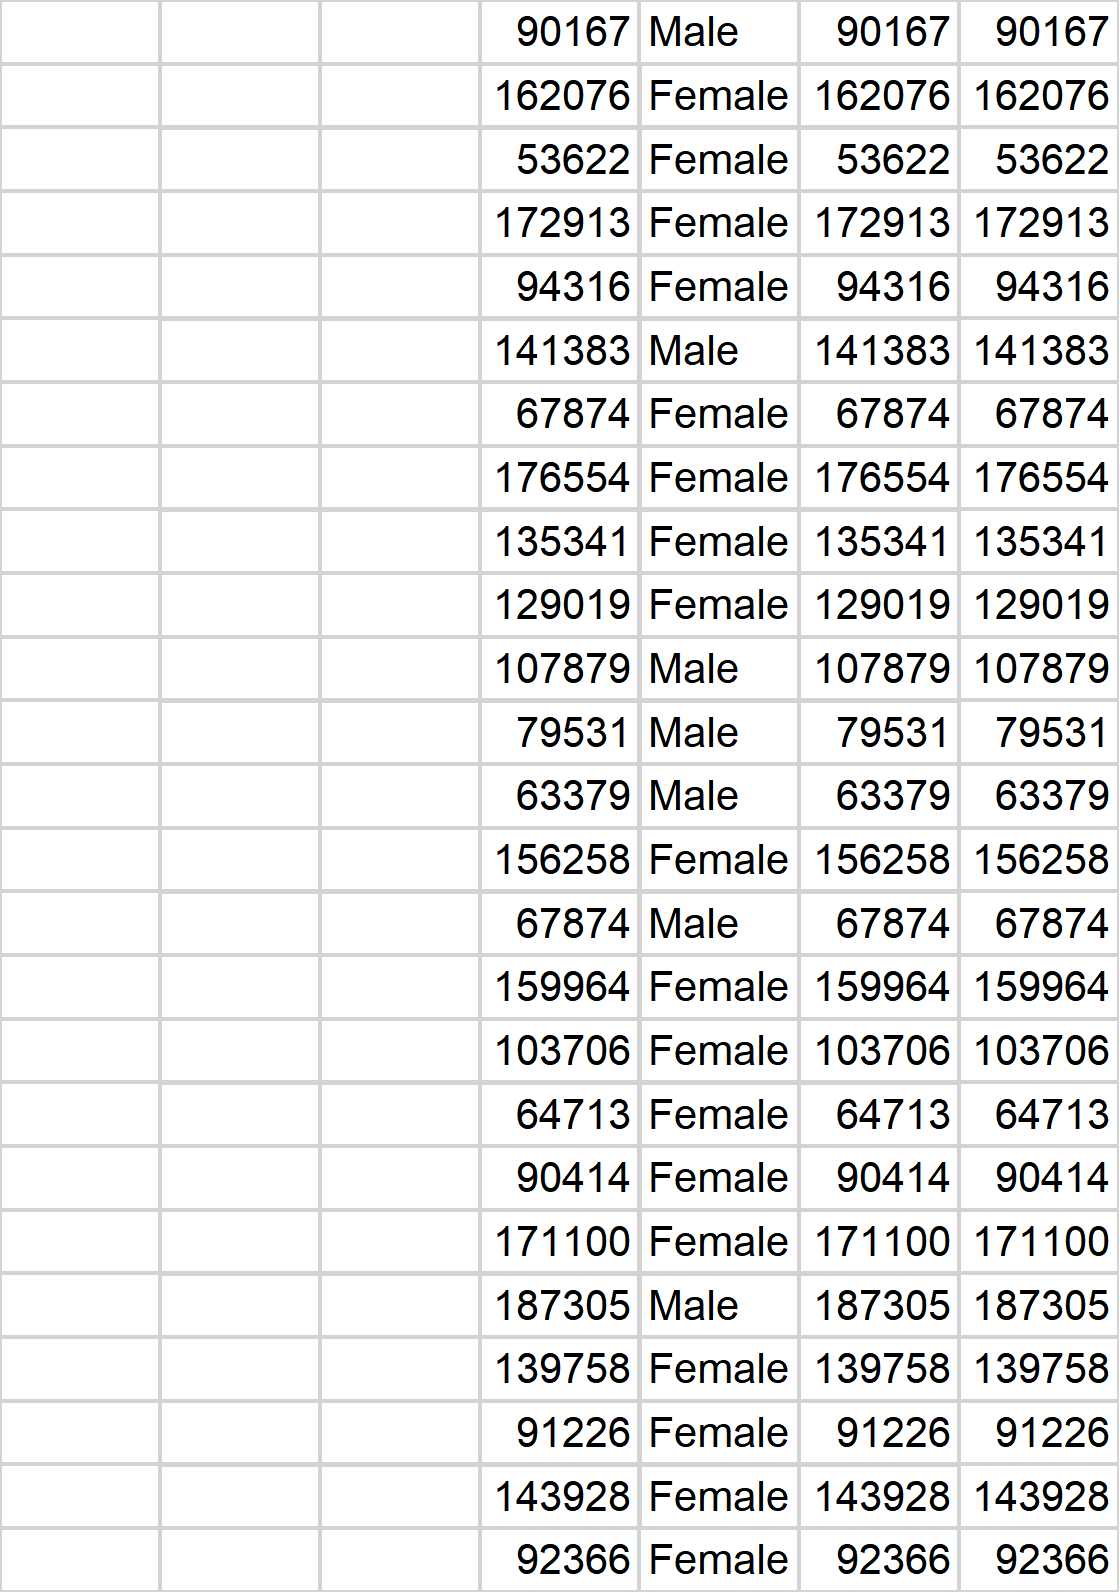 90167 Male 90167 90167
162076 Female 162076 162076
53622 Female 53622 53622
172913 Female 172913 172913
94316 Female 94316 94316
141383 Male 141383 141383
67874 Female 67874 67874
176554 Female 176554 176554
135341 Female 135341 135341
129019 Female 129019 129019
107879 Male 107879 107879
79531 Male 79531 79531
63379 Male 63379 63379
156258 Female 156258 156258
67874 Male 67874 67874
159964 Female 159964 159964
103706 Female 103706 103706
64713 Female 64713 64713
90414 Female 90414 90414
171100 Female 171100 171100
187305 Male 187305 187305
139758 Female 139758 139758
91226 Female 91226 91226
143928 Female 143928 143928
92366 Female 92366 92366